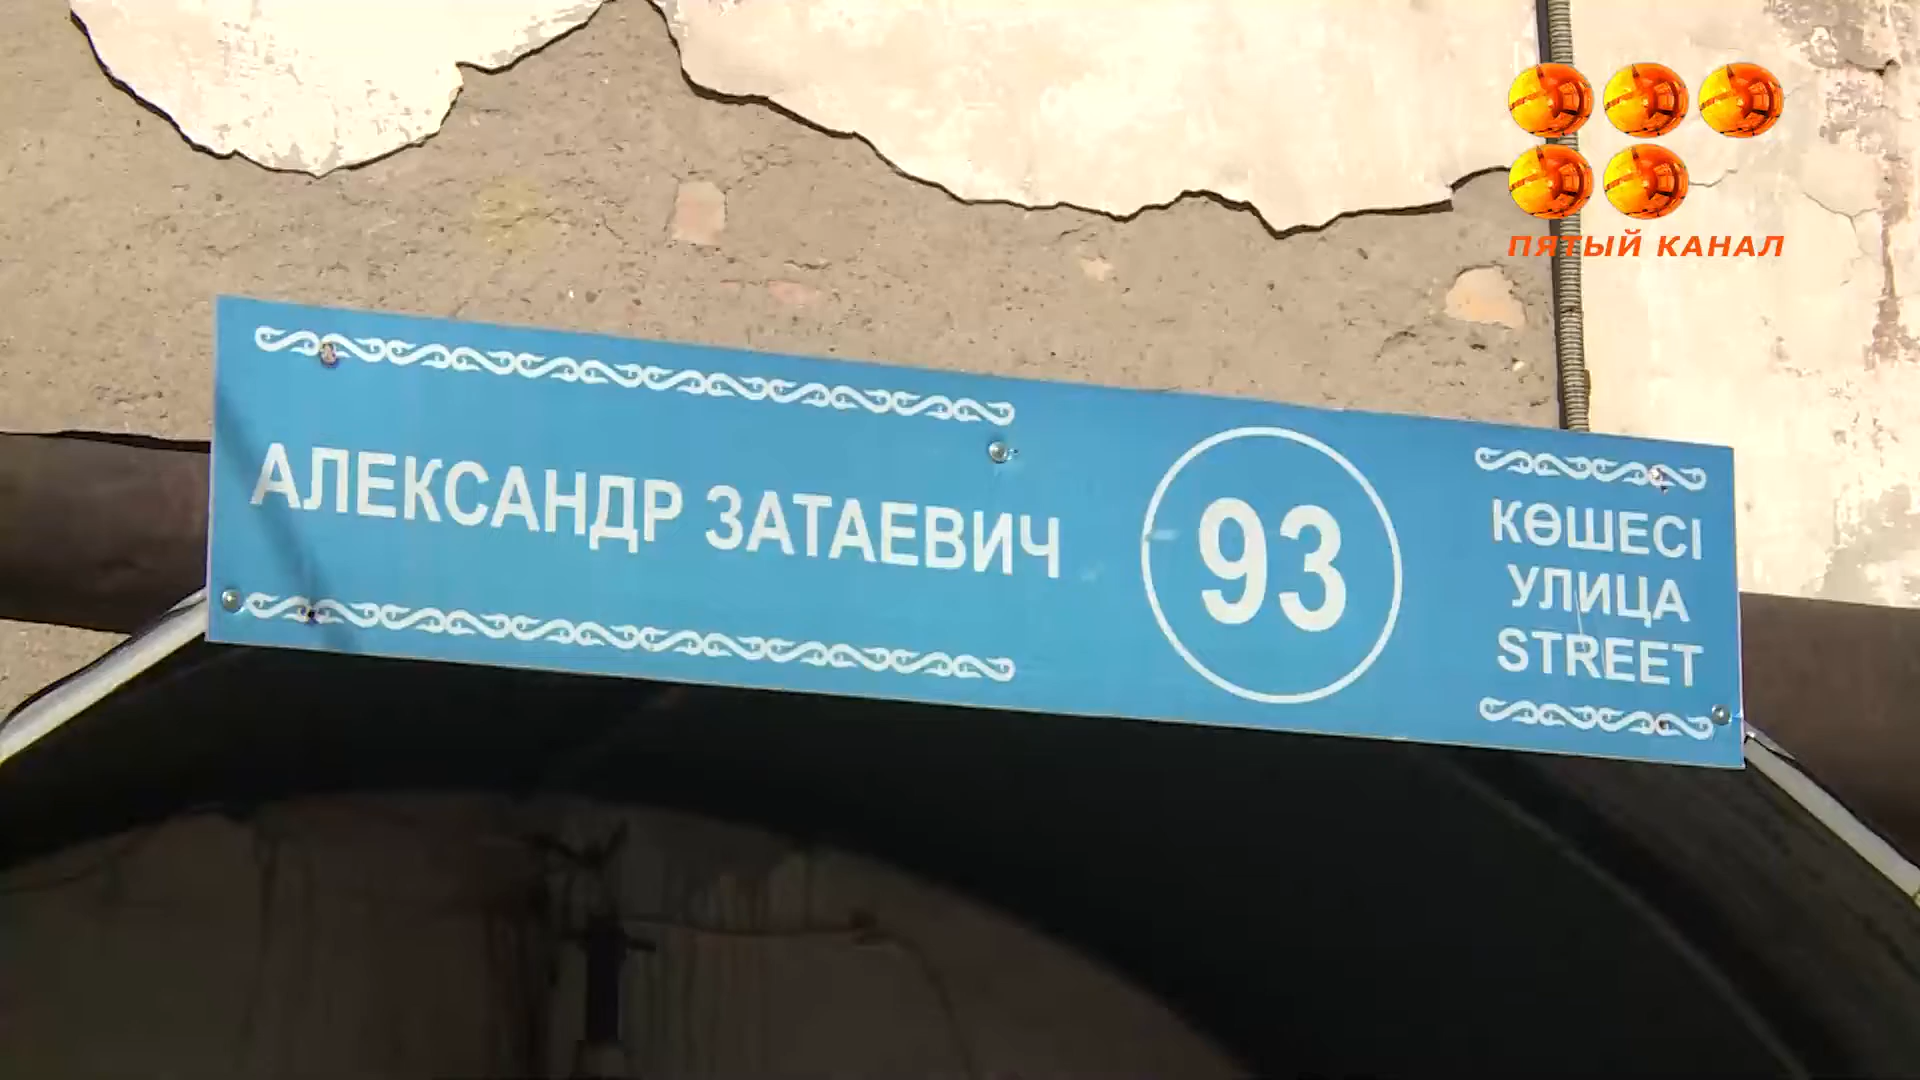 ПЯТЫЙ КАНАЛ
АЛЕКСАНДР ЗАТАЕВИЧ
93
КӨШЕСІ
УЛИЦА
STREET